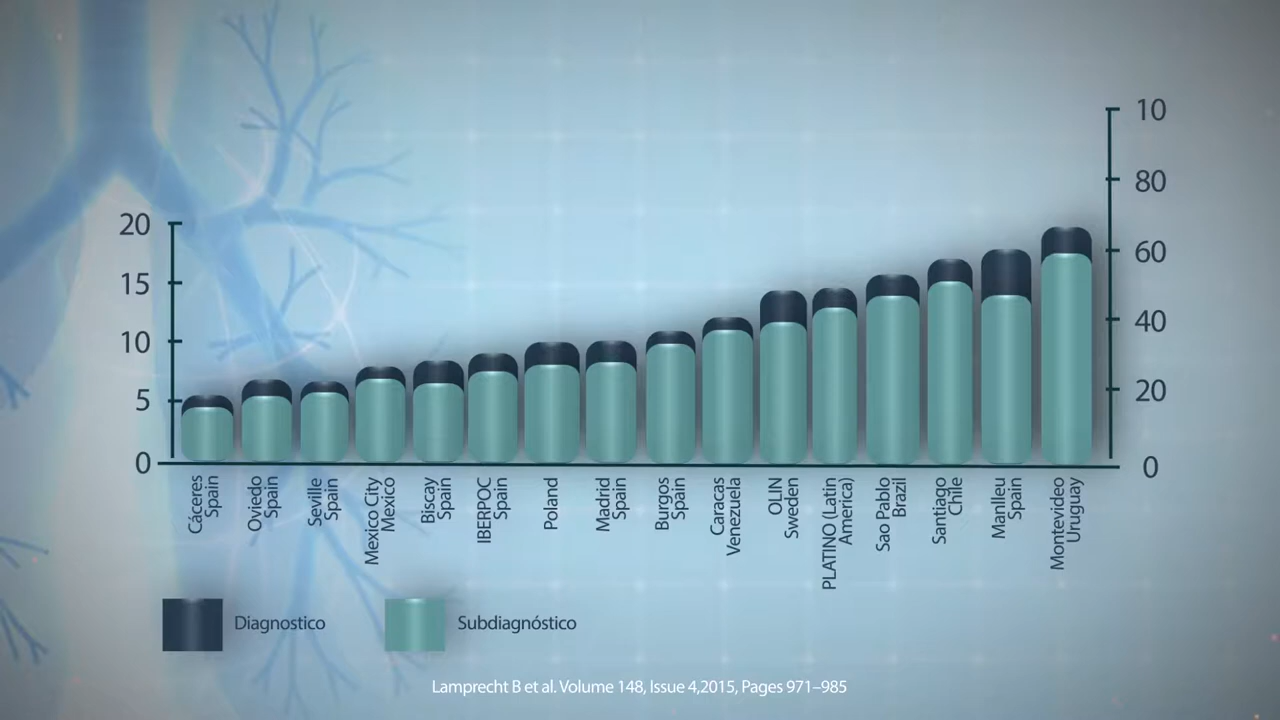 10
80
60
40
20
0
20
15
10
5
0
Cáceres
Spain
Oviedo
Spain
Seville
Spain
Mexico City
Mexico
Biscay
Spain
IBERPOC
Spain
Poland
Madrid
Spain
Burgos
Spain
Caracas
Venezuela
OLIN
Sweden
PLATINO (Latin
America)
Sao Pablo
Brazil
Santiago
Chile
Manlleu
Spain
Montevideo
Uruguay
Diagnostico
Subdiagnóstico
Lamprecht B et al. Volume 148, Issue 4,2015, Pages 971–985